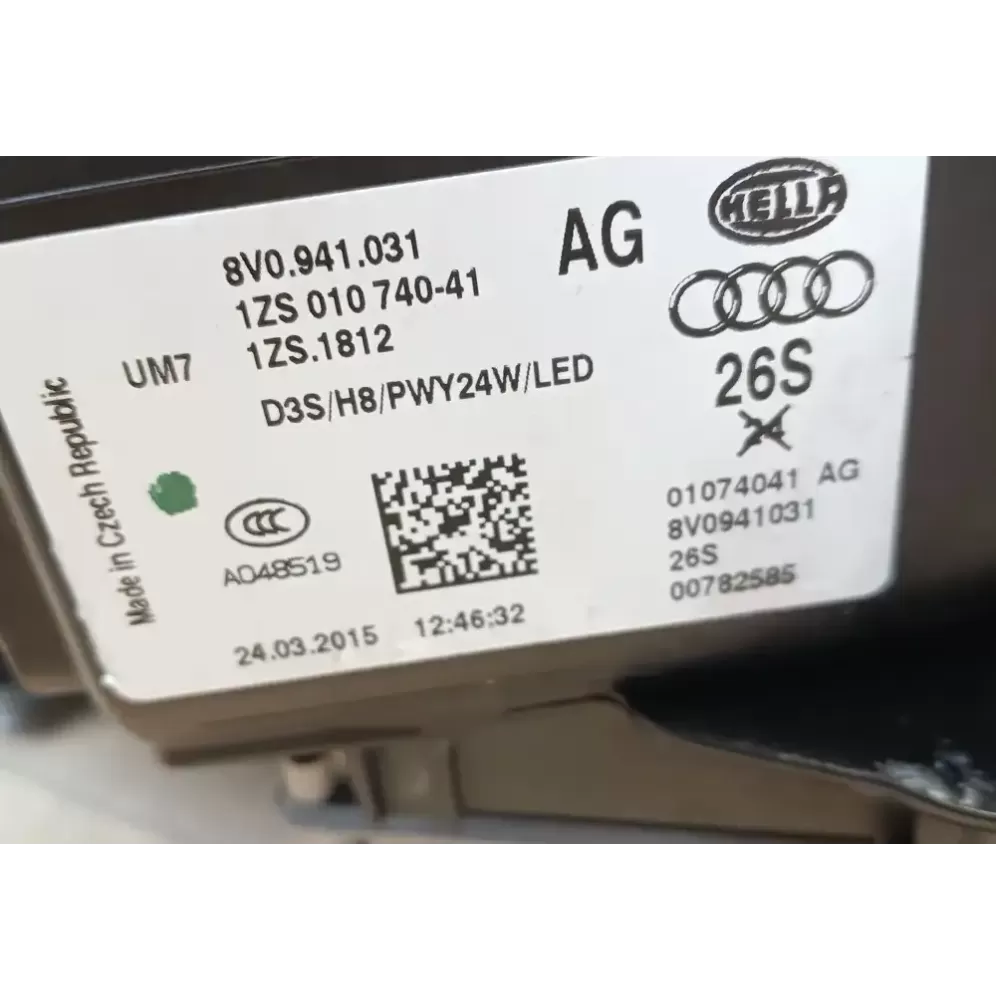 8V0.941.031
1ZS 010 740-41
1ZS.1812
AG
HELLA
UM7
D3S/H8/PWY24W/LED
26S
Made in Czech Republic
CCC
A048519
01074041 AG
8V0941031
26S
00782585
24.03.2015 12:46:32